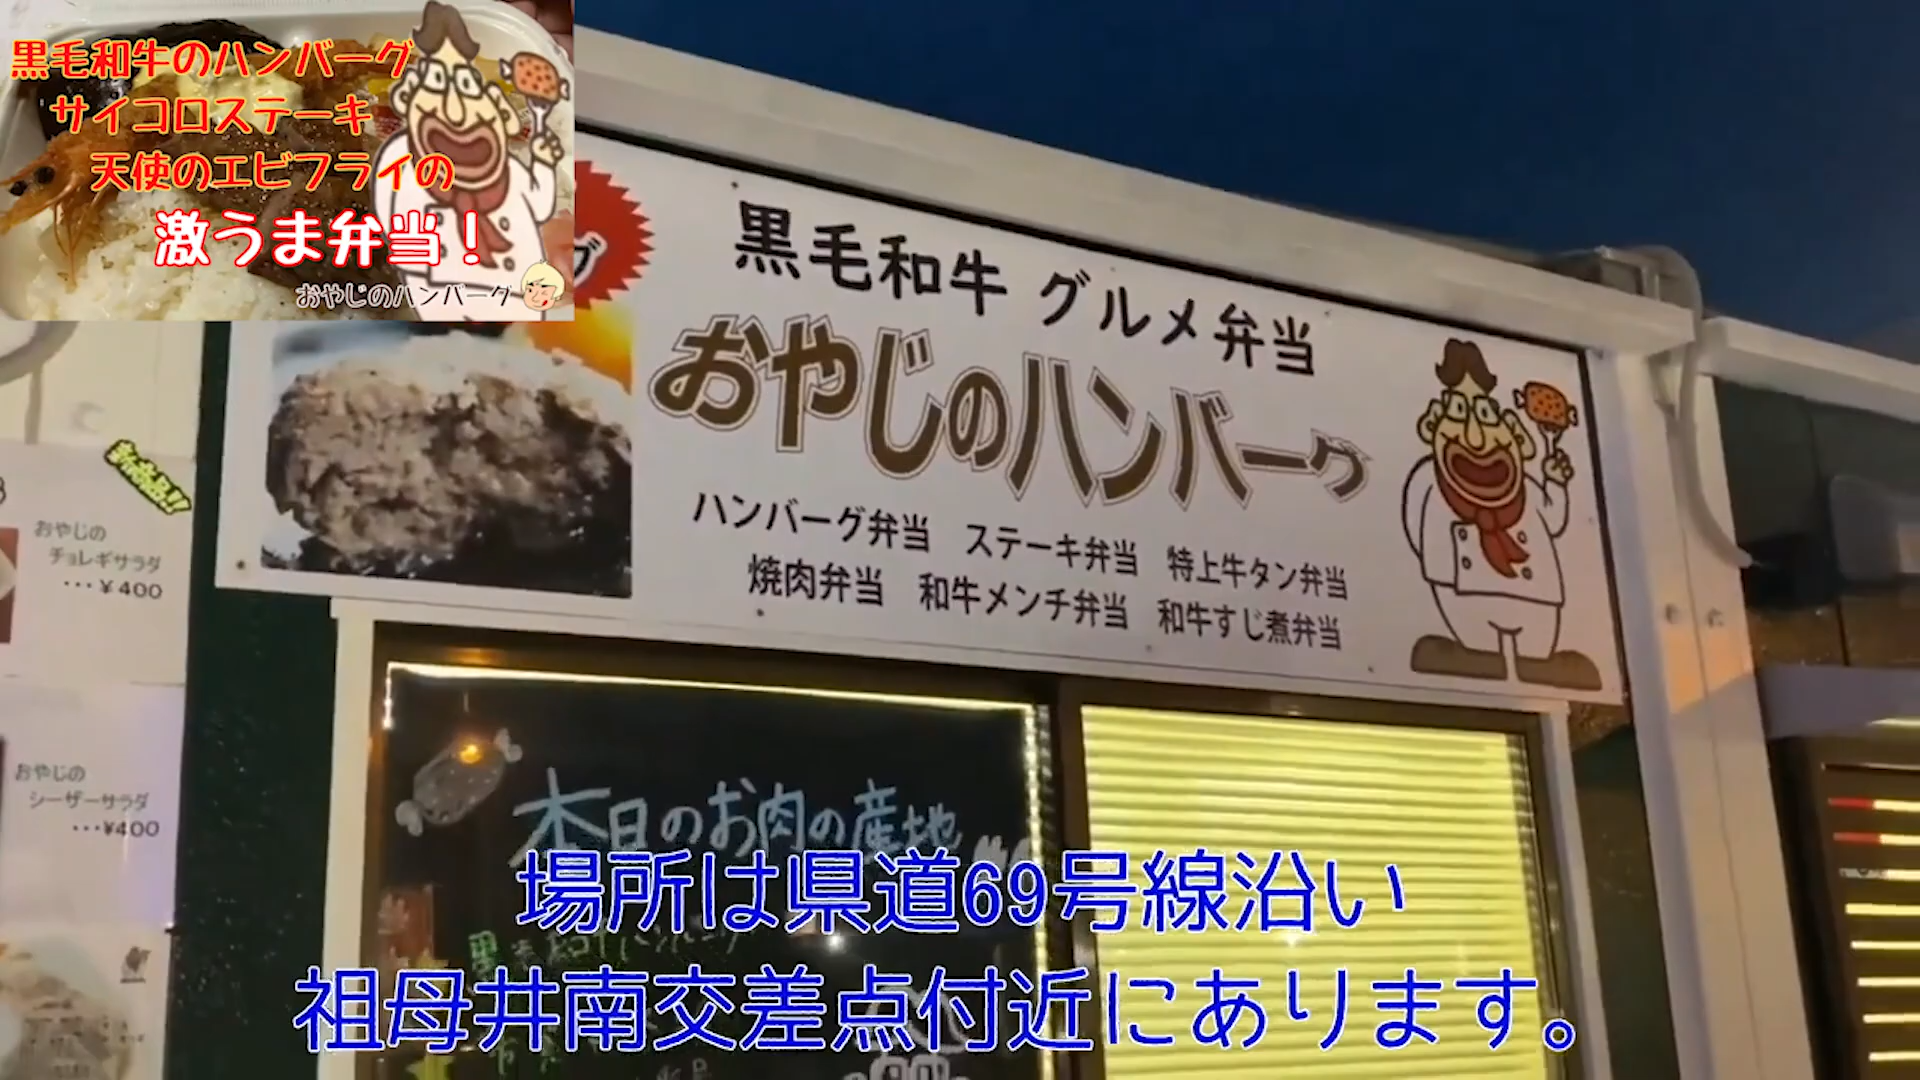 黒毛和牛のハンバーグ
サイコロステーキ
天使のエビフライの
激うま弁当！
おやじのハンバーグ
グ
黒毛和牛 グルメ弁当
おやじのハンバーグ
ハンバーグ弁当 ステーキ弁当 特上牛タン弁当
焼肉弁当 和牛メンチ弁当 和牛すじ煮弁当
新商品!!
おやじの
チョレギサラダ
･･･￥400
おやじの
シーザーサラダ
･･･¥400
本日のお肉の産地
場所は県道69号線沿い
祖母井南交差点付近にあります。